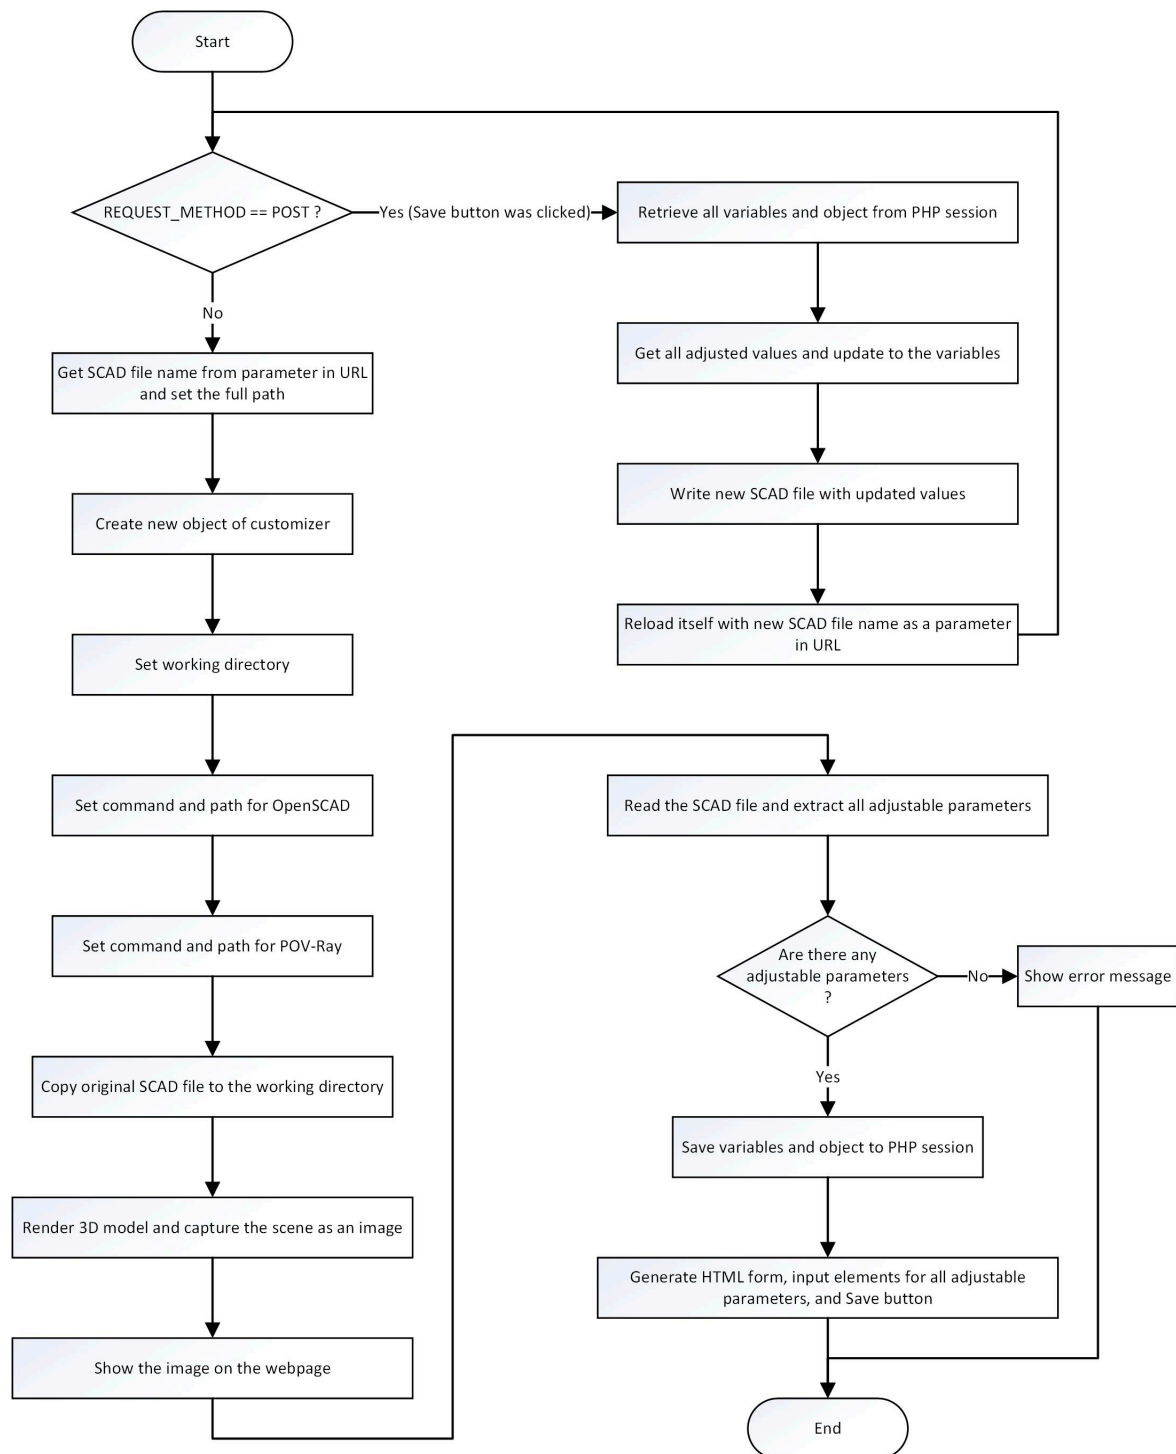 Start
REQUEST_METHOD == POST ?
Yes (Save button was clicked)
Retrieve all variables and object from PHP session
Get all adjusted values and update to the variables
Write new SCAD file with updated values
Reload itself with new SCAD file name as a parameter
in URL
No
Get SCAD file name from parameter in URL
and set the full path
Create new object of customizer
Set working directory
Set command and path for OpenSCAD
Set command and path for POV-Ray
Copy original SCAD file to the working directory
Render 3D model and capture the scene as an image
Show the image on the webpage
Read the SCAD file and extract all adjustable parameters
Are there any
adjustable parameters
?
No
Show error message
Yes
Save variables and object to PHP session
Generate HTML form, input elements for all adjustable
parameters, and Save button
End